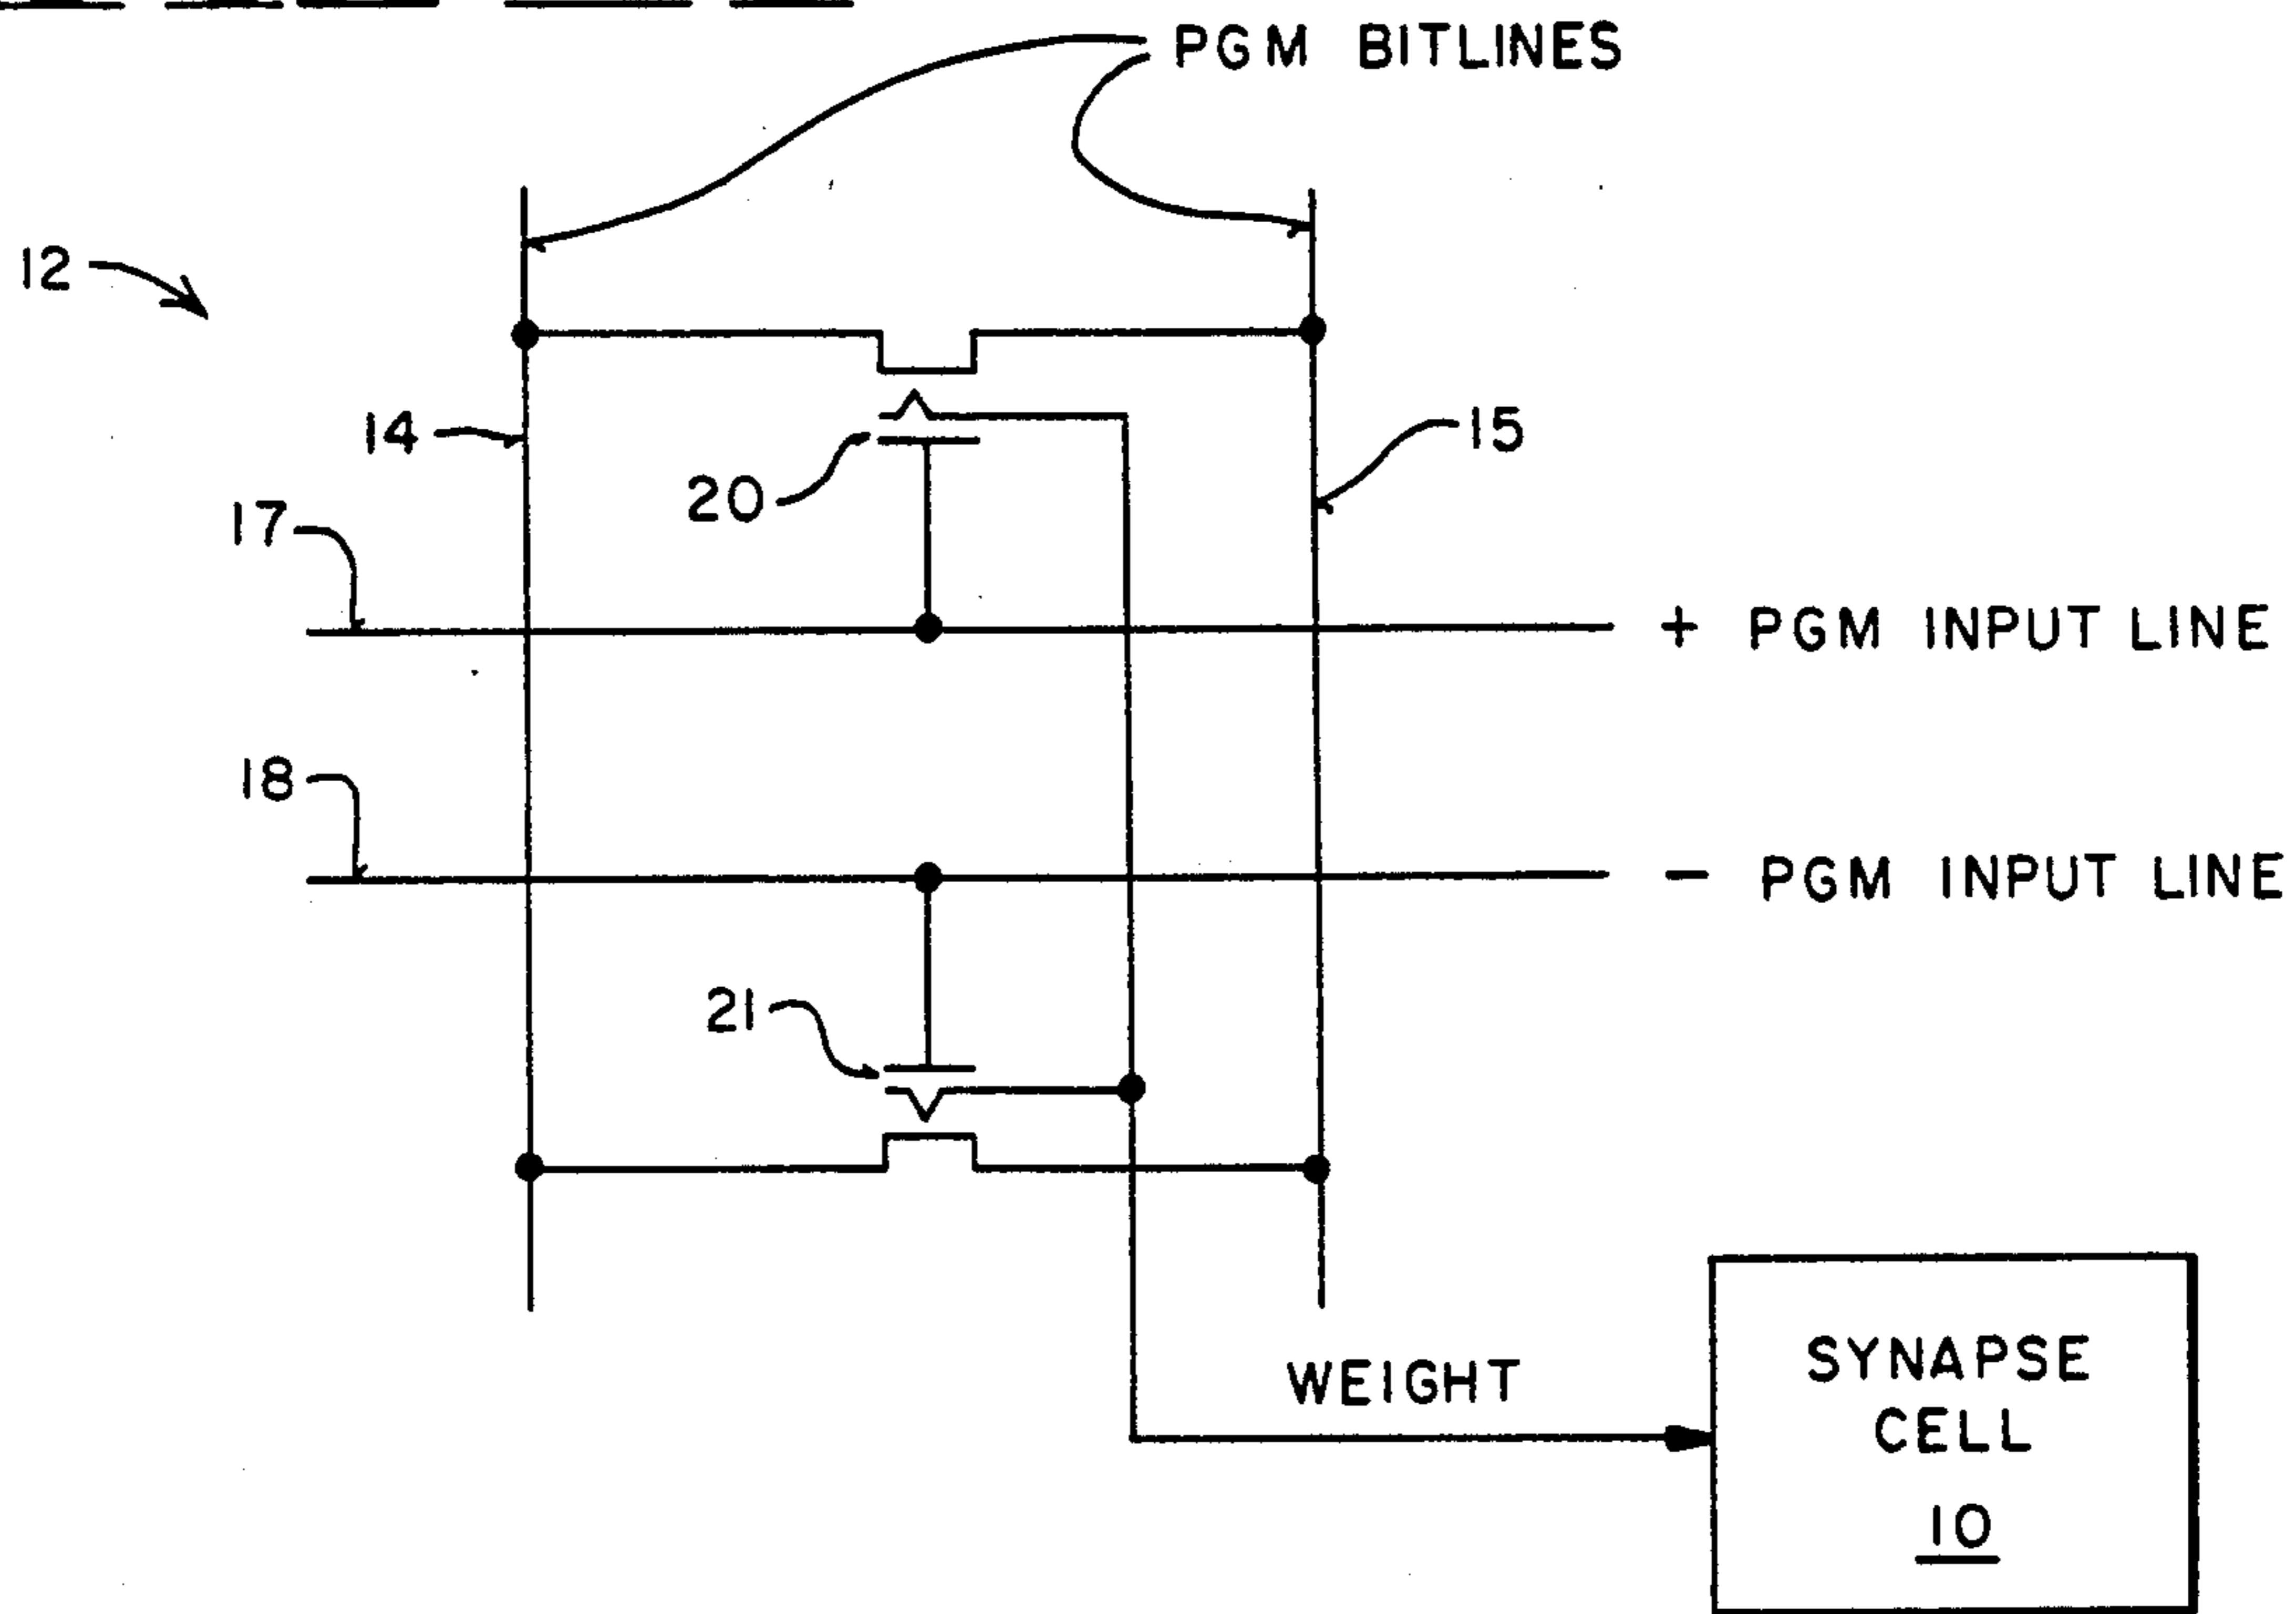 PGM BITLINES
12
14
15
20
17
+ PGM INPUT LINE
18
- PGM INPUT LINE
21
WEIGHT
SYNAPSE
CELL
10